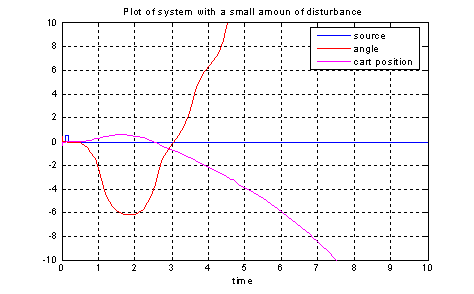 Plot of system with a small amoun of disturbance
10
8
6
4
2
0
-2
-4
-6
-8
-10
source
angle
cart position
0 1 2 3 4 5 6 7 8 9 10
time